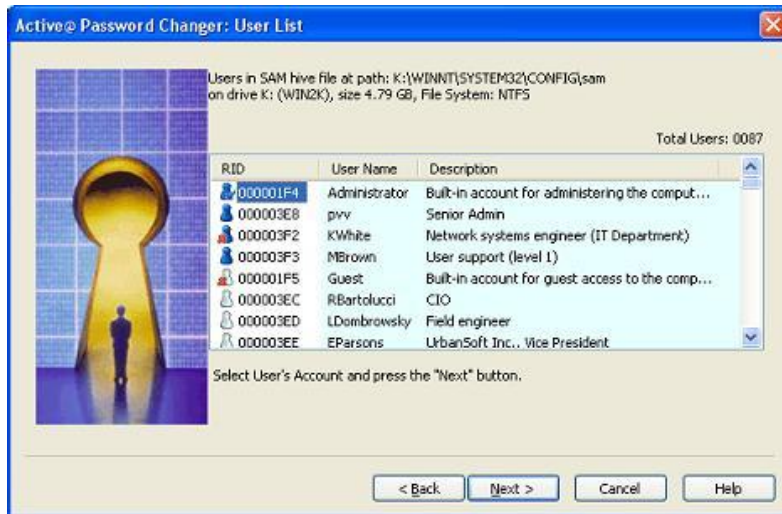 Active@ Password Changer: User List
Users in SAM hive file at path: K:\WINNT\SYSTEM32\CONFIG\sam
on drive K: (WIN2K), size 4.79 GB, File System: NTFS
Total Users: 0087
RID User Name Description
000001F4 Administrator Built-in account for administering the comput...
000003E8 pvv Senior Admin
000003F2 KWhite Network systems engineer (IT Department)
000003F3 MBrown User support (level 1)
000001F5 Guest Built-in account for guest access to the comp...
000003EC RBartolucci CIO
000003ED LDombrowsky Field engineer
000003EE EParsons UrbanSoft Inc., Vice President
Select User's Account and press the "Next" button.
< Back Next > Cancel Help